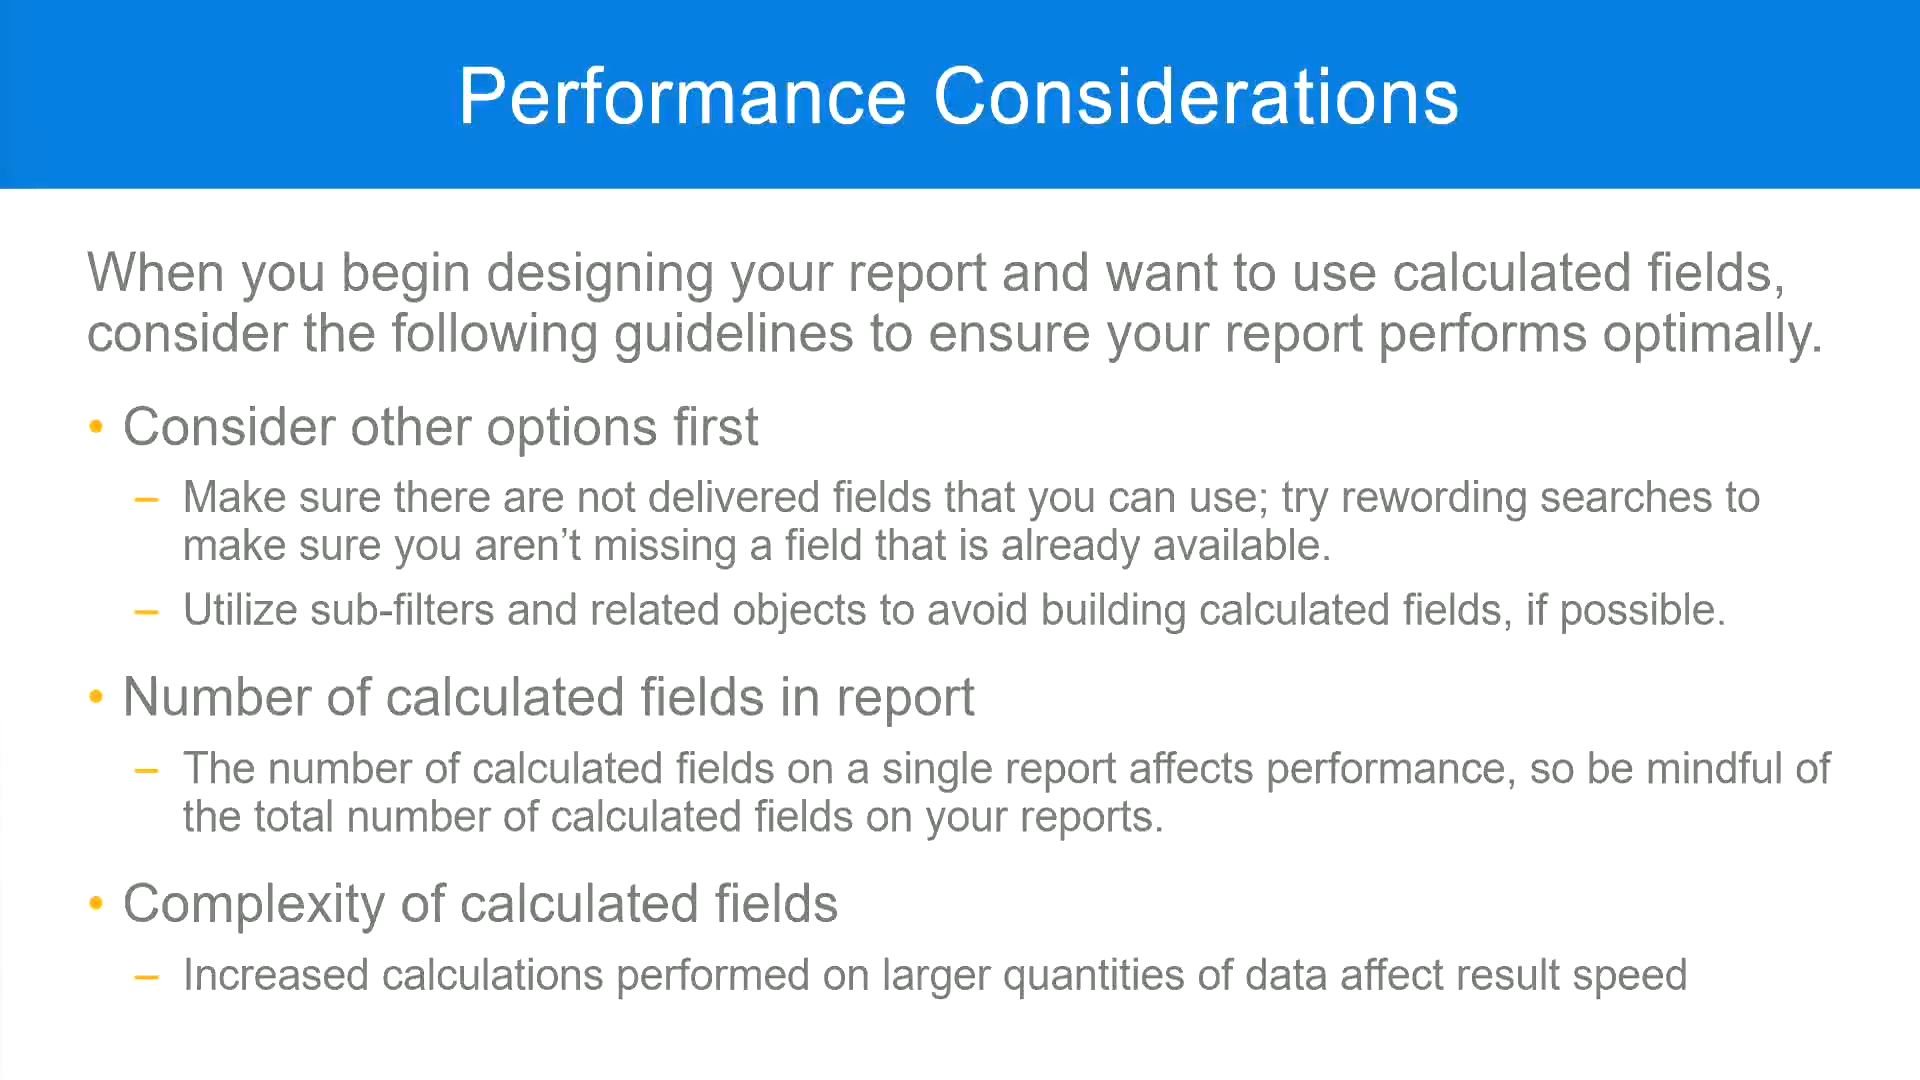 Performance Considerations
When you begin designing your report and want to use calculated fields,
consider the following guidelines to ensure your report performs optimally.
• Consider other options first
– Make sure there are not delivered fields that you can use; try rewording searches to
make sure you aren’t missing a field that is already available.
– Utilize sub-filters and related objects to avoid building calculated fields, if possible.
• Number of calculated fields in report
– The number of calculated fields on a single report affects performance, so be mindful of
the total number of calculated fields on your reports.
• Complexity of calculated fields
– Increased calculations performed on larger quantities of data affect result speed